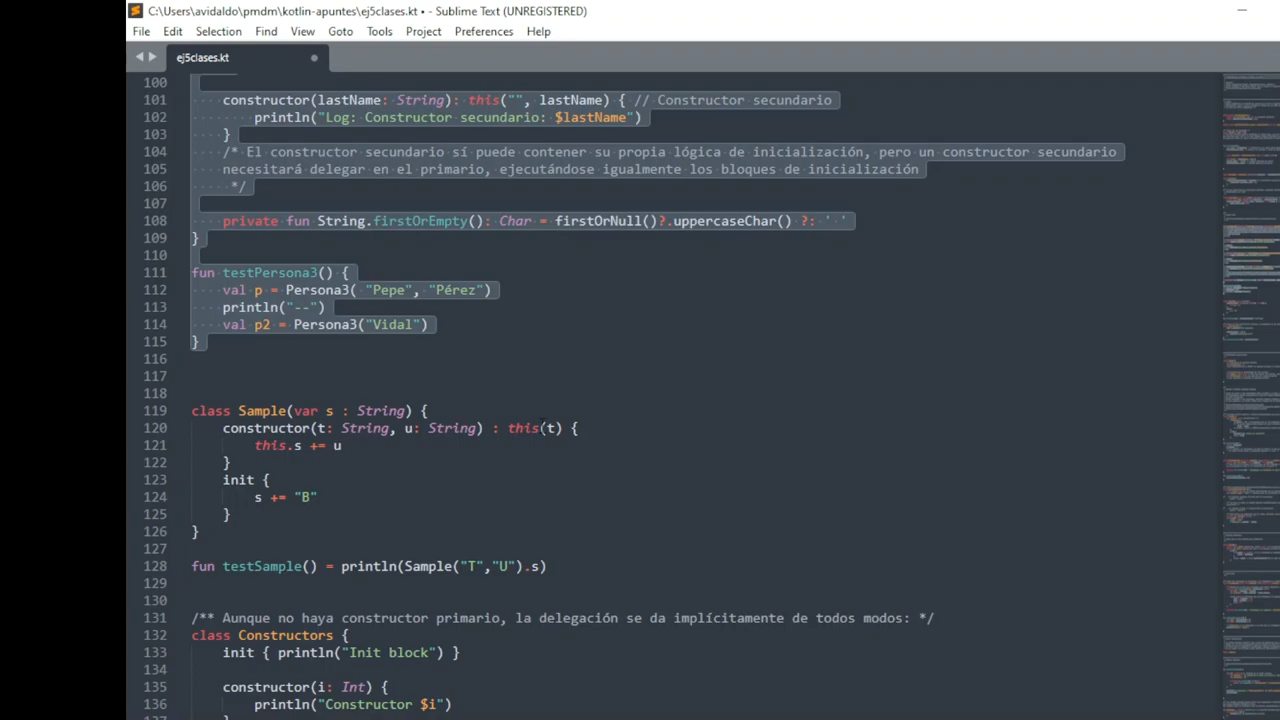 C:\Users\avidaldo\pmdm\kotlin-apuntes\ej5clases.kt • - Sublime Text (UNREGISTERED)
File Edit Selection Find View Goto Tools Project Preferences Help
ej5clases.kt
100
101 constructor(lastName: String): this("", lastName) { // Constructor secundario
102 println("Log: Constructor secundario: $lastName")
103 }
104 /* El constructor secundario sí puede contener su propia lógica de inicialización, pero un constructor secundario
105 necesitará delegar en el primario, ejecutándose igualmente los bloques de inicialización
106 */
107
108 private fun String.firstOrEmpty(): Char = firstOrNull()?.uppercaseChar() ?: ' '
109 }
110
111 fun testPersona3() {
112 val p = Persona3( "Pepe", "Pérez")
113 println("--")
114 val p2 = Persona3("Vidal")
115 }
116
117
118
119 class Sample(var s : String) {
120 constructor(t: String, u: String) : this(t) {
121 this.s += u
122 }
123 init {
124 s += "B"
125 }
126 }
127
128 fun testSample() = println(Sample("T","U").s)
129
130
131 /** Aunque no haya constructor primario, la delegación se da implícitamente de todos modos: */
132 class Constructors {
133 init { println("Init block") }
134
135 constructor(i: Int) {
136 println("Constructor $i")
137 }